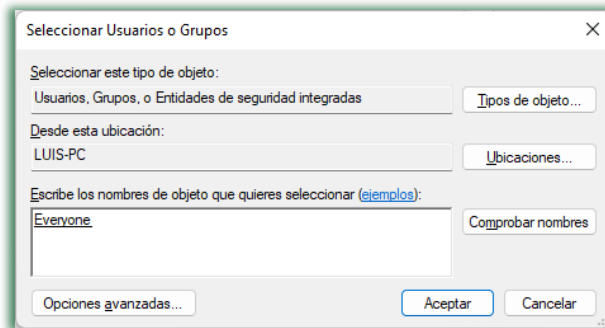 Seleccionar Usuarios o Grupos
Seleccionar este tipo de objeto:
Usuarios, Grupos, o Entidades de seguridad integradas
Tipos de objeto...
Desde esta ubicación:
LUIS-PC
Ubicaciones...
Escribe los nombres de objeto que quieres seleccionar (ejemplos):
Everyone
Comprobar nombres
Opciones avanzadas...
Aceptar
Cancelar